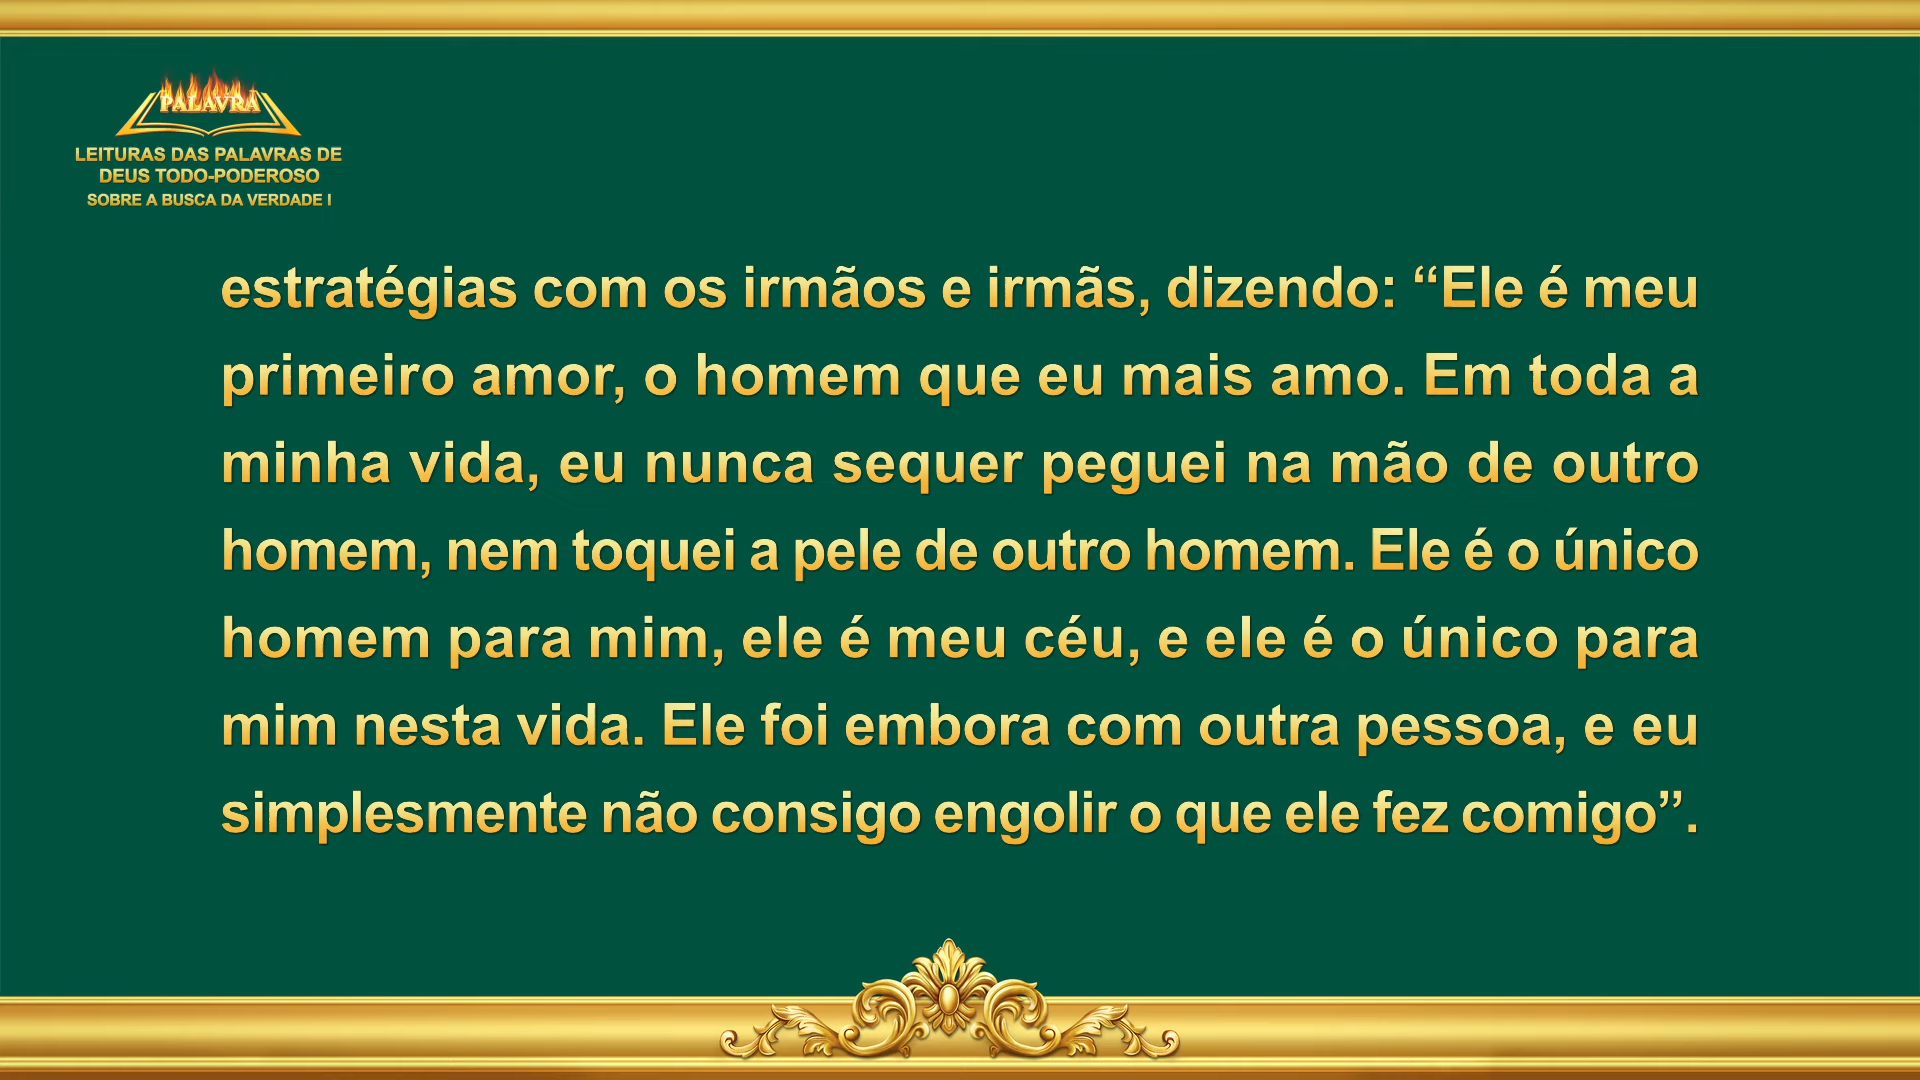 PALAVRA
LEITURAS DAS PALAVRAS DE
DEUS TODO-PODEROSO
SOBRE A BUSCA DA VERDADE I
estratégias com os irmãos e irmãs, dizendo: “Ele é meu
primeiro amor, o homem que eu mais amo. Em toda a
minha vida, eu nunca sequer peguei na mão de outro
homem, nem toquei a pele de outro homem. Ele é o único
homem para mim, ele é meu céu, e ele é o único para
mim nesta vida. Ele foi embora com outra pessoa, e eu
simplesmente não consigo engolir o que ele fez comigo”.